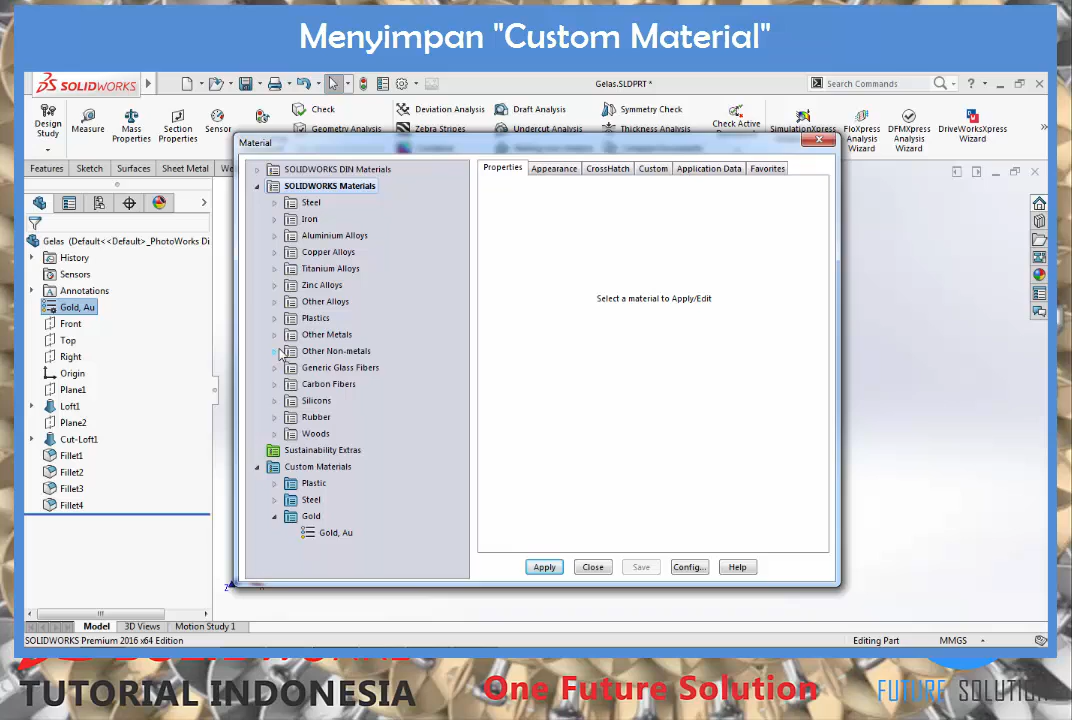 Menyimpan "Custom Material"
SOLIDWORKS
Gelas.SLDPRT *
Search Commands
Design Study
Measure
Mass Properties
Section Properties
Sensor
Check
Geometry Analysis
Deviation Analysis
Zebra Stripes
Draft Analysis
Undercut Analysis
Symmetry Check
Thickness Analysis
Check Active
SimulationXpress
Wizard
FloXpress Analysis Wizard
DFMXpress Analysis Wizard
DriveWorksXpress Wizard
Features
Sketch
Surfaces
Sheet Metal
We
Gelas (Default<<Default>_PhotoWorks Di
History
Sensors
Annotations
Gold, Au
Front
Top
Right
Origin
Plane1
Loft1
Plane2
Cut-Loft1
Fillet1
Fillet2
Fillet3
Fillet4
Material
SOLIDWORKS DIN Materials
SOLIDWORKS Materials
Steel
Iron
Aluminium Alloys
Copper Alloys
Titanium Alloys
Zinc Alloys
Other Alloys
Plastics
Other Metals
Other Non-metals
Generic Glass Fibers
Carbon Fibers
Silicons
Rubber
Woods
Sustainability Extras
Custom Materials
Plastic
Steel
Gold
Gold, Au
Properties
Appearance
CrossHatch
Custom
Application Data
Favorites
Select a material to Apply/Edit
Apply
Close
Save
Config...
Help
Z
Model
3D Views
Motion Study 1
SOLIDWORKS Premium 2016 x64 Edition
Editing Part
MMGS
TUTORIAL INDONESIA
One Future Solution
FUTURE SOLUTION